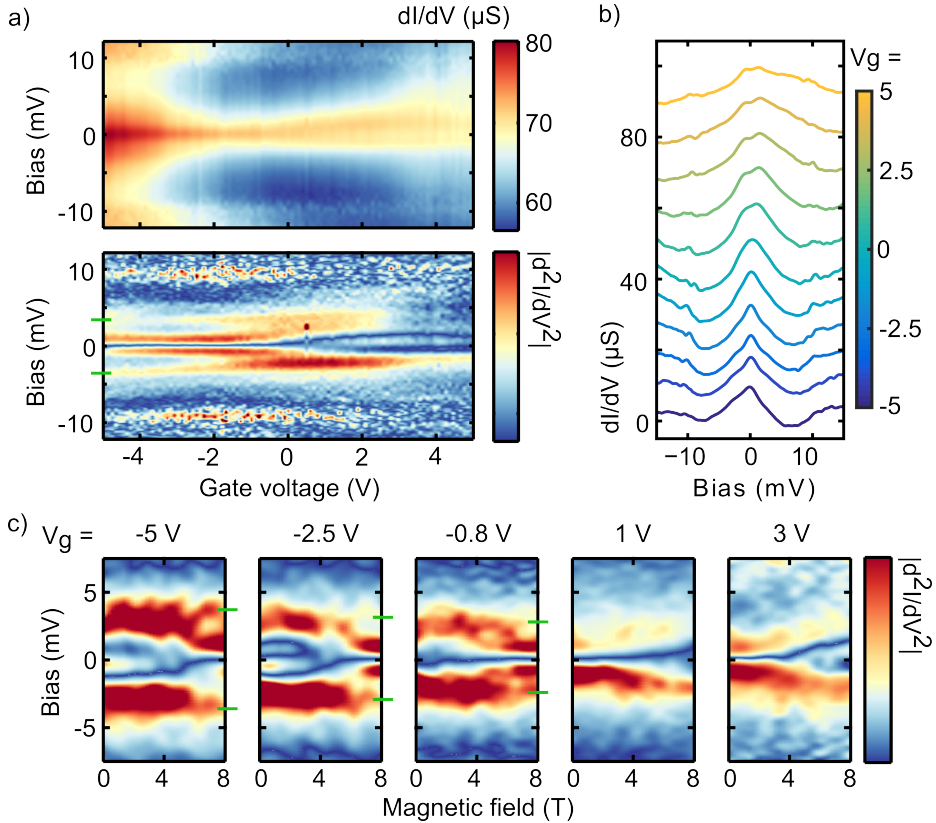 a)
dI/dV (µS)
b)
Bias (mV)
10
0
-10
80
70
60
Vg =
5
2.5
0
-2.5
-5
80
40
0
dI/dV (µS)
−10
0
10
Bias (mV)
Bias (mV)
10
0
-10
|d²I/dV²|
-4
-2
0
2
4
Gate voltage (V)
c)
Vg =
-5 V
-2.5 V
-0.8 V
1 V
3 V
Bias (mV)
5
0
-5
|d²I/dV²|
0
4
8
0
4
8
0
4
8
0
4
8
0
4
8
Magnetic field (T)